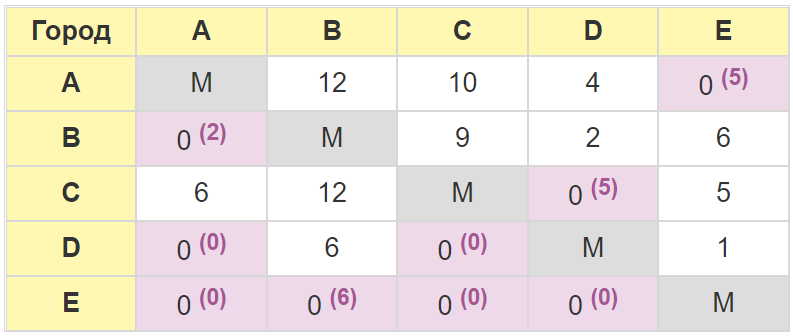 Город A B C D E
A M 12 10 4 0 (5)
B 0 (2) M 9 2 6
C 6 12 M 0 (5) 5
D 0 (0) 6 0 (0) M 1
E 0 (0) 0 (6) 0 (0) 0 (0) M